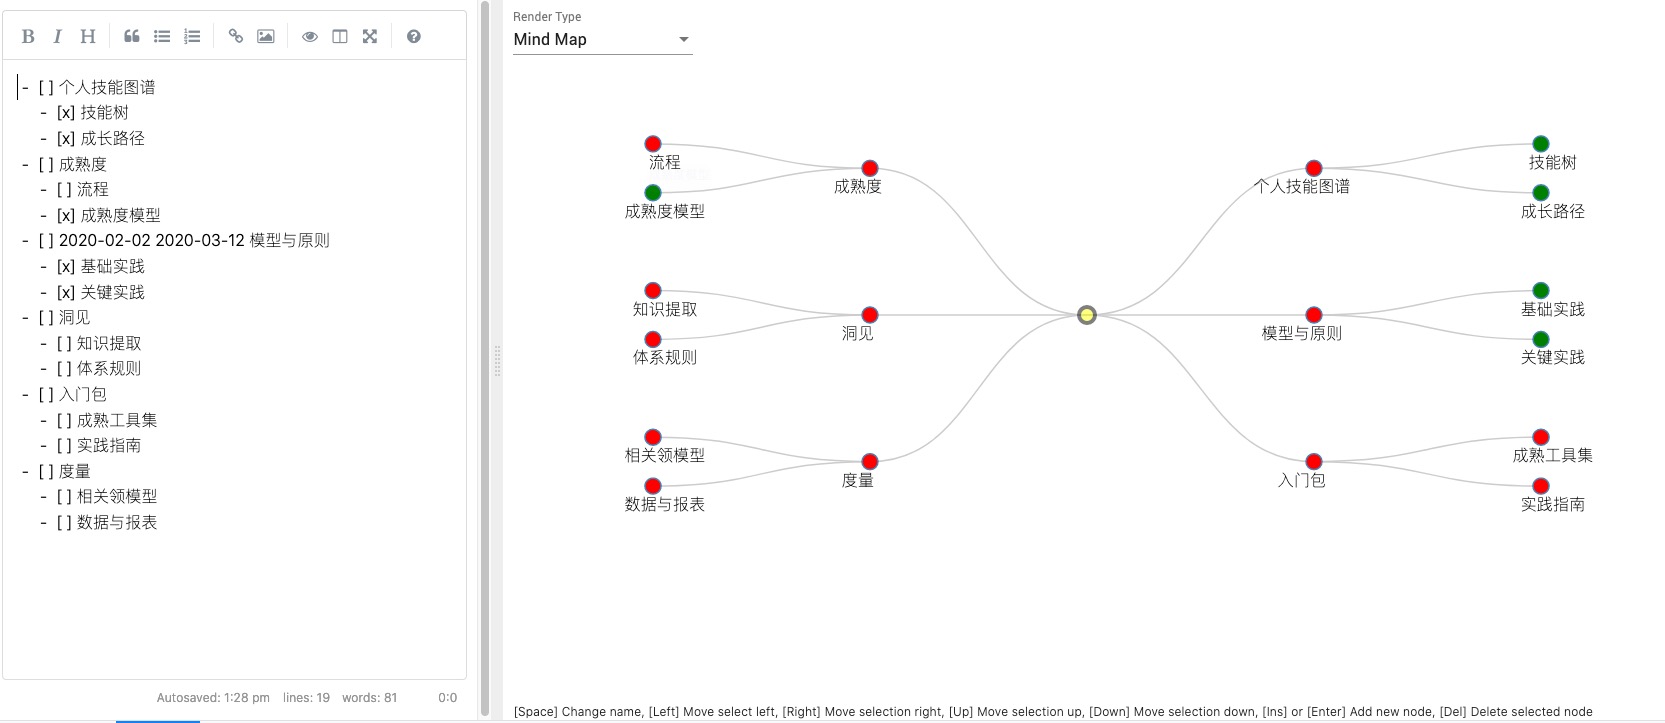 B I H
- [ ] 个人技能图谱
- [x] 技能树
- [x] 成长路径
- [ ] 成熟度
- [ ] 流程
- [x] 成熟度模型
- [ ] 2020-02-02 2020-03-12 模型与原则
- [x] 基础实践
- [x] 关键实践
- [ ] 洞见
- [ ] 知识提取
- [ ] 体系规则
- [ ] 入门包
- [ ] 成熟工具集
- [ ] 实践指南
- [ ] 度量
- [ ] 相关领模型
- [ ] 数据与报表
Autosaved: 1:28 pm lines: 19 words: 81 0:0
Render Type
Mind Map
流程
成熟度
成熟度模型
知识提取
洞见
体系规则
相关领模型
度量
数据与报表
技能树
个人技能图谱
成长路径
基础实践
模型与原则
关键实践
成熟工具集
入门包
实践指南
[Space] Change name, [Left] Move select left, [Right] Move selection right, [Up] Move selection up, [Down] Move selection down, [Ins] or [Enter] Add new node, [Del] Delete selected node